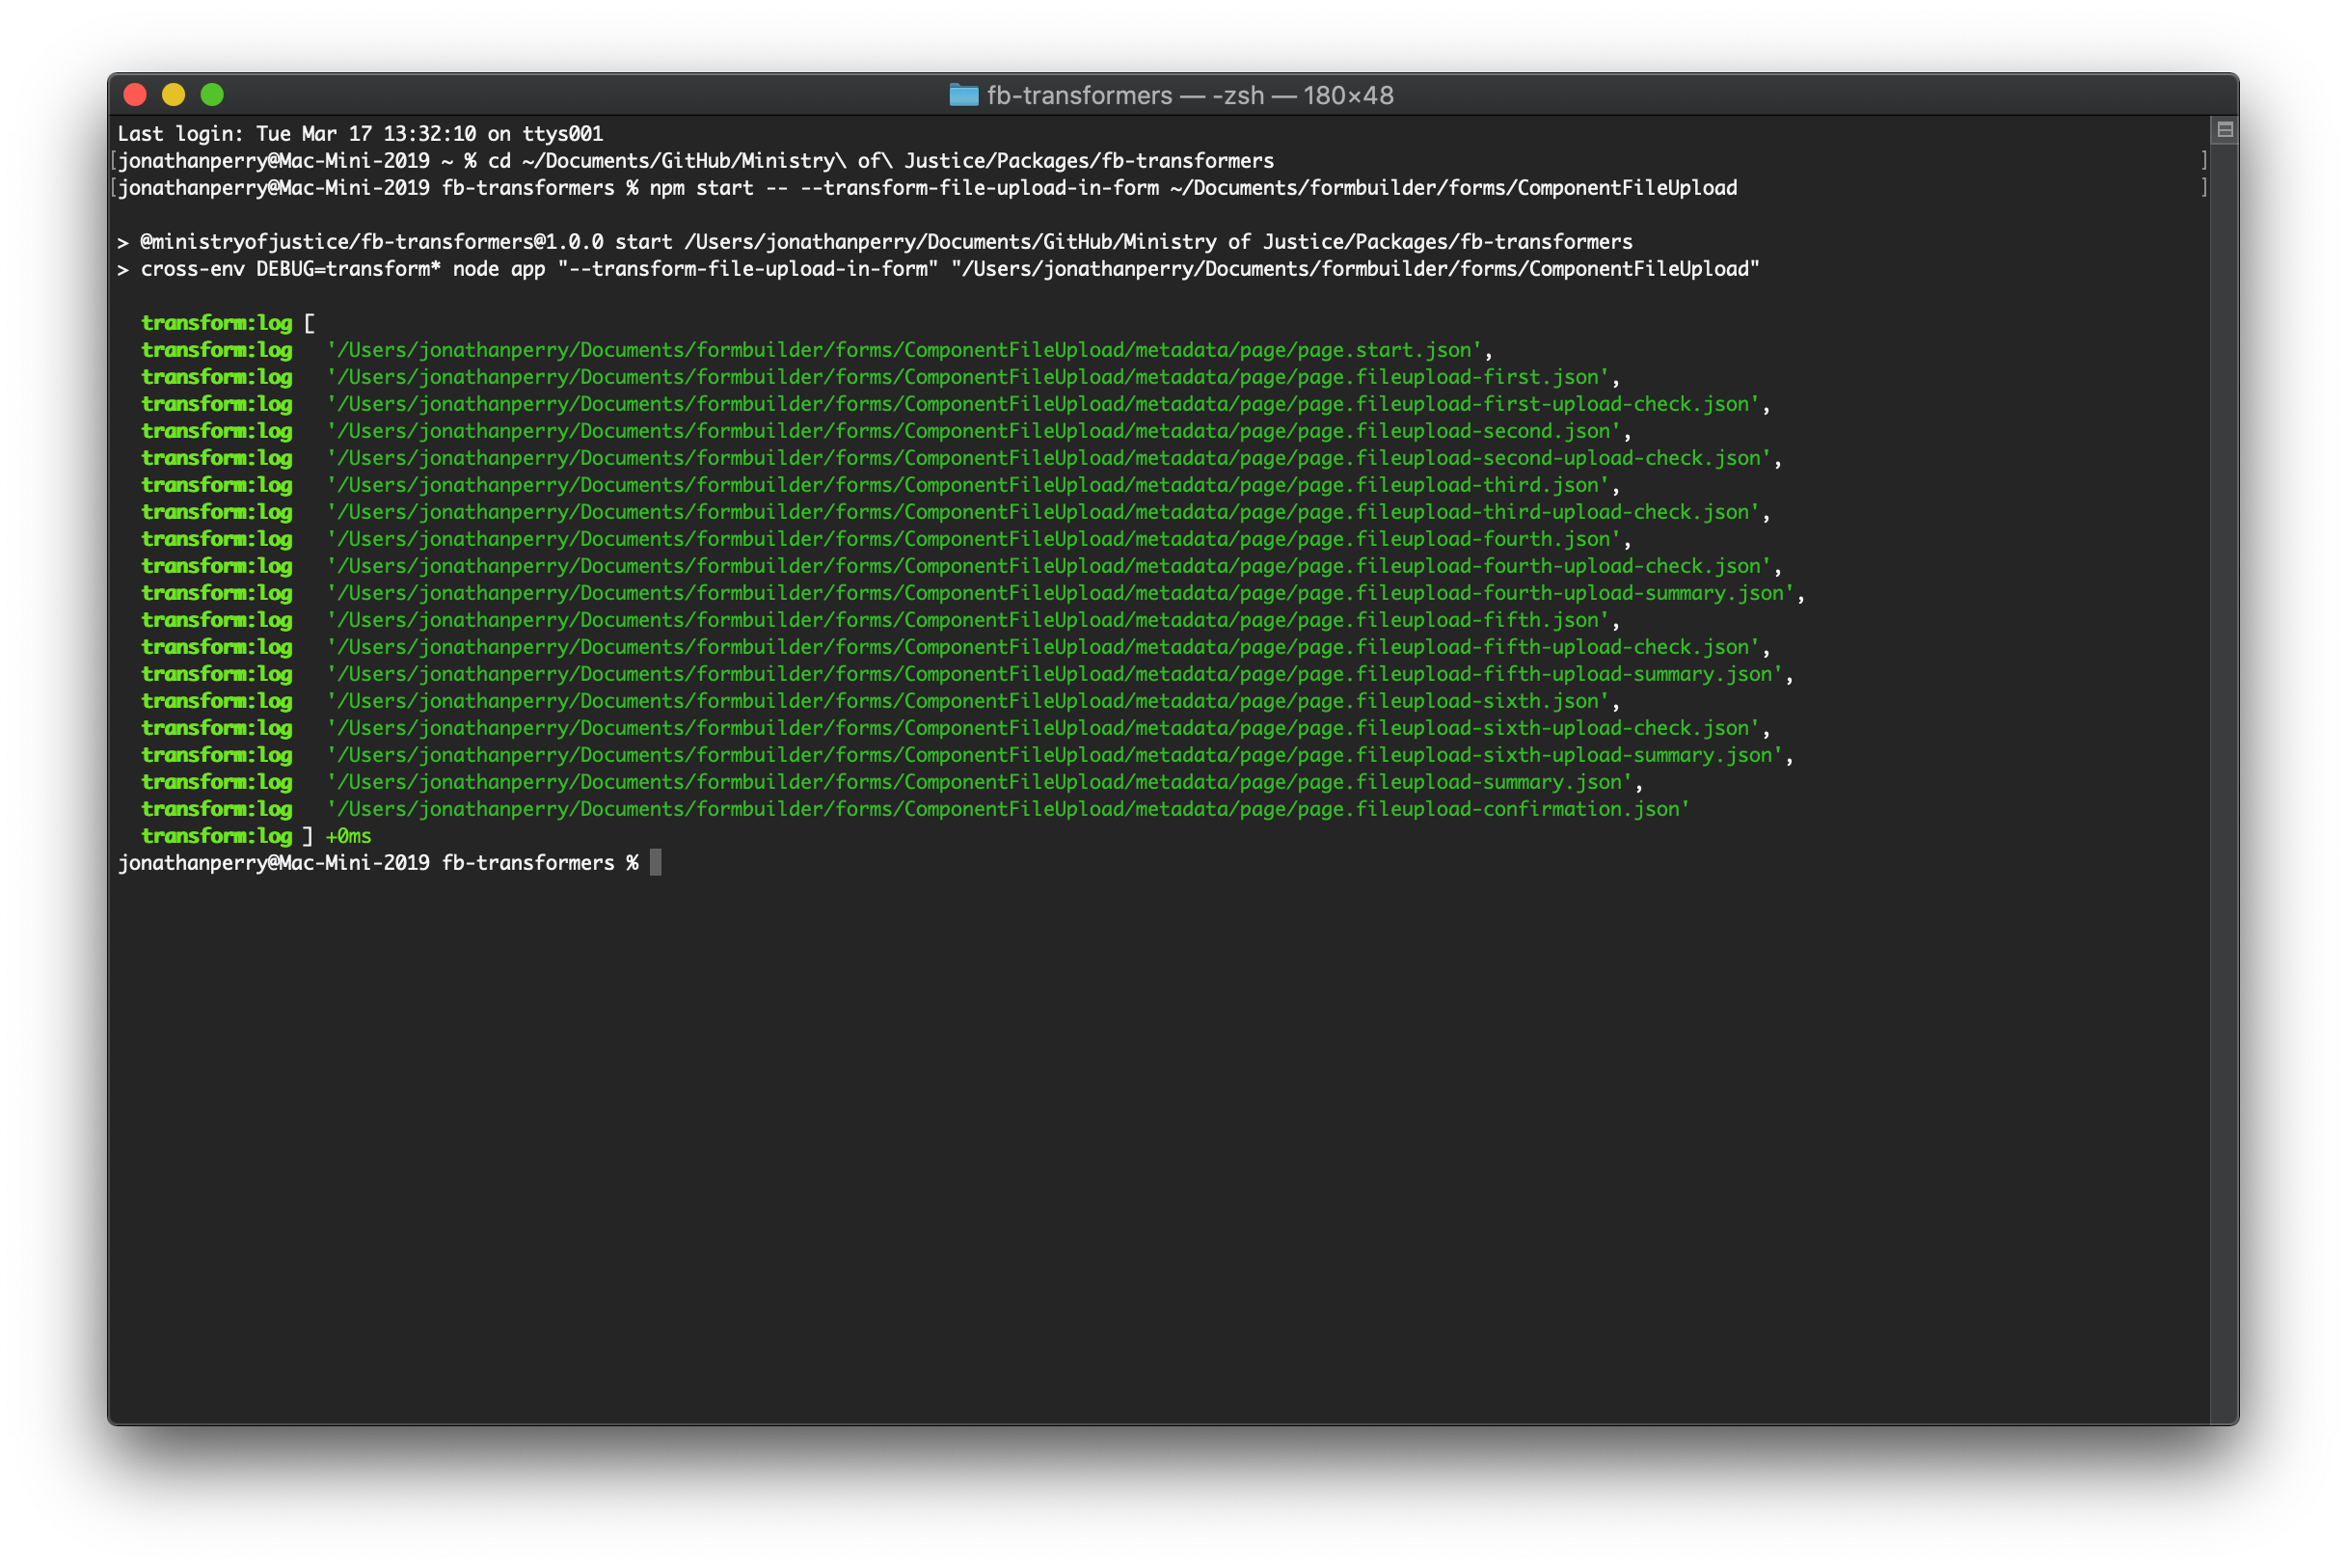 fb-transformers — -zsh — 180×48
Last login: Tue Mar 17 13:32:10 on ttys001
[jonathanperry@Mac-Mini-2019 ~ % cd ~/Documents/GitHub/Ministry\ of\ Justice/Packages/fb-transformers ]
[jonathanperry@Mac-Mini-2019 fb-transformers % npm start -- --transform-file-upload-in-form ~/Documents/formbuilder/forms/ComponentFileUpload ]
> @ministryofjustice/fb-transformers@1.0.0 start /Users/jonathanperry/Documents/GitHub/Ministry of Justice/Packages/fb-transformers
> cross-env DEBUG=transform* node app "--transform-file-upload-in-form" "/Users/jonathanperry/Documents/formbuilder/forms/ComponentFileUpload"
transform:log [
transform:log '/Users/jonathanperry/Documents/formbuilder/forms/ComponentFileUpload/metadata/page/page.start.json',
transform:log '/Users/jonathanperry/Documents/formbuilder/forms/ComponentFileUpload/metadata/page/page.fileupload-first.json',
transform:log '/Users/jonathanperry/Documents/formbuilder/forms/ComponentFileUpload/metadata/page/page.fileupload-first-upload-check.json',
transform:log '/Users/jonathanperry/Documents/formbuilder/forms/ComponentFileUpload/metadata/page/page.fileupload-second.json',
transform:log '/Users/jonathanperry/Documents/formbuilder/forms/ComponentFileUpload/metadata/page/page.fileupload-second-upload-check.json',
transform:log '/Users/jonathanperry/Documents/formbuilder/forms/ComponentFileUpload/metadata/page/page.fileupload-third.json',
transform:log '/Users/jonathanperry/Documents/formbuilder/forms/ComponentFileUpload/metadata/page/page.fileupload-third-upload-check.json',
transform:log '/Users/jonathanperry/Documents/formbuilder/forms/ComponentFileUpload/metadata/page/page.fileupload-fourth.json',
transform:log '/Users/jonathanperry/Documents/formbuilder/forms/ComponentFileUpload/metadata/page/page.fileupload-fourth-upload-check.json',
transform:log '/Users/jonathanperry/Documents/formbuilder/forms/ComponentFileUpload/metadata/page/page.fileupload-fourth-upload-summary.json',
transform:log '/Users/jonathanperry/Documents/formbuilder/forms/ComponentFileUpload/metadata/page/page.fileupload-fifth.json',
transform:log '/Users/jonathanperry/Documents/formbuilder/forms/ComponentFileUpload/metadata/page/page.fileupload-fifth-upload-check.json',
transform:log '/Users/jonathanperry/Documents/formbuilder/forms/ComponentFileUpload/metadata/page/page.fileupload-fifth-upload-summary.json',
transform:log '/Users/jonathanperry/Documents/formbuilder/forms/ComponentFileUpload/metadata/page/page.fileupload-sixth.json',
transform:log '/Users/jonathanperry/Documents/formbuilder/forms/ComponentFileUpload/metadata/page/page.fileupload-sixth-upload-check.json',
transform:log '/Users/jonathanperry/Documents/formbuilder/forms/ComponentFileUpload/metadata/page/page.fileupload-sixth-upload-summary.json',
transform:log '/Users/jonathanperry/Documents/formbuilder/forms/ComponentFileUpload/metadata/page/page.fileupload-summary.json',
transform:log '/Users/jonathanperry/Documents/formbuilder/forms/ComponentFileUpload/metadata/page/page.fileupload-confirmation.json'
transform:log ] +0ms
jonathanperry@Mac-Mini-2019 fb-transformers %